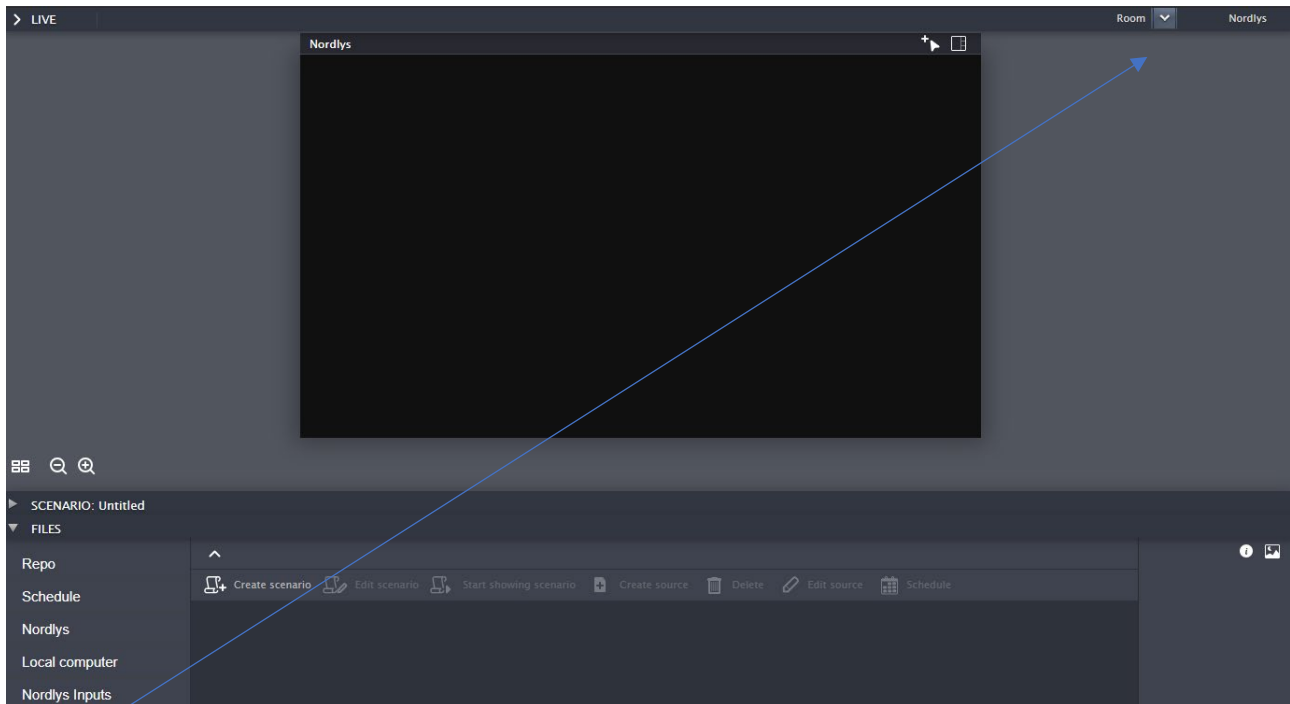 LIVE Room Nordlys
Nordlys
SCENARIO: Untitled
FILES
Repo
Create scenario Edit scenario Start showing scenario Create source Delete Edit source Schedule
Schedule
Nordlys
Local computer
Nordlys Inputs